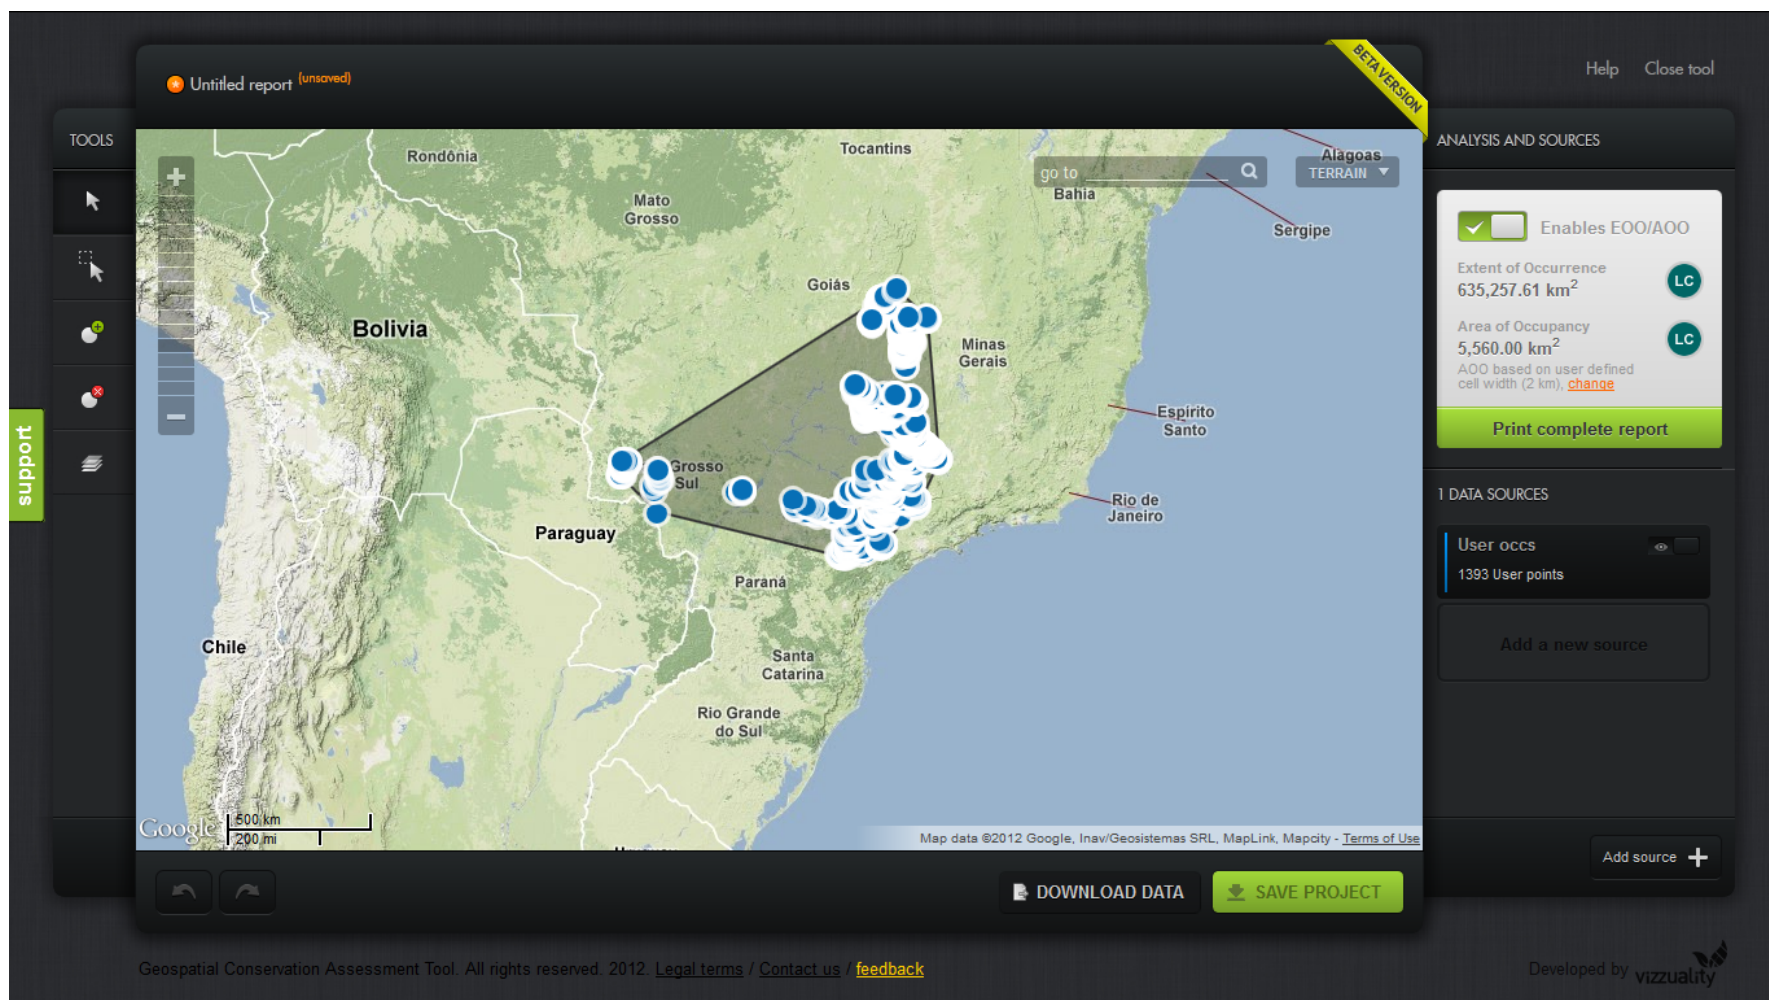 Untitled report (unsaved)
BETA VERSION
Help
Close tool
TOOLS
ANALYSIS AND SOURCES
Rondônia
Tocantins
Alagoas
go to
TERRAIN
Mato
Grosso
Bahia
Sergipe
Enables EOO/AOO
Extent of Occurrence
635,257.61 km²
LC
Goiás
Bolivia
Area of Occupancy
5,560.00 km²
LC
AOO based on user defined
cell width (2 km), change
Minas
Gerais
Espírito
Santo
Print complete report
support
Grosso
Sul
Rio de
Janeiro
1 DATA SOURCES
Paraguay
User occs
1393 User points
Paraná
Add a new source
Chile
Santa
Catarina
Rio Grande
do Sul
Google
500 km
200 mi
Map data ©2012 Google, Inav/Geosistemas SRL, MapLink, Mapcity - Terms of Use
Add source
DOWNLOAD DATA
SAVE PROJECT
Geospatial Conservation Assessment Tool. All rights reserved. 2012. Legal terms / Contact us / feedback
Developed by vizzuality